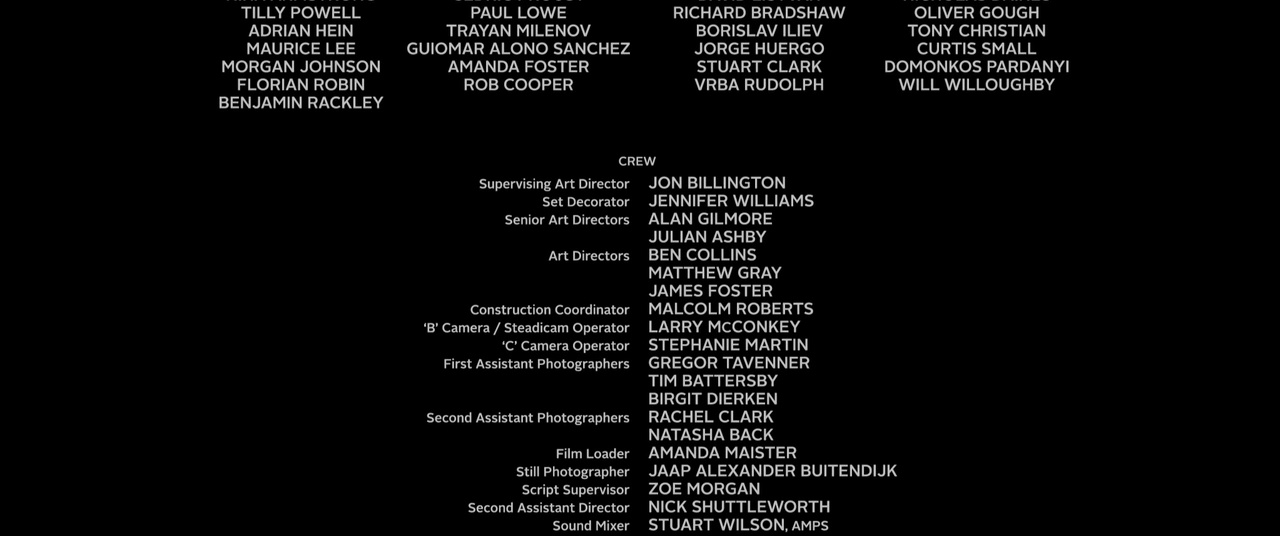 TILLY POWELL PAUL LOWE RICHARD BRADSHAW OLIVER GOUGH
ADRIAN HEIN TRAYAN MILENOV BORISLAV ILIEV TONY CHRISTIAN
MAURICE LEE GUIOMAR ALONO SANCHEZ JORGE HUERGO CURTIS SMALL
MORGAN JOHNSON AMANDA FOSTER STUART CLARK DOMONKOS PARDANYI
FLORIAN ROBIN ROB COOPER VRBA RUDOLPH WILL WILLOUGHBY
BENJAMIN RACKLEY
CREW
Supervising Art Director JON BILLINGTON
Set Decorator JENNIFER WILLIAMS
Senior Art Directors ALAN GILMORE
JULIAN ASHBY
Art Directors BEN COLLINS
MATTHEW GRAY
JAMES FOSTER
Construction Coordinator MALCOLM ROBERTS
‘B’ Camera / Steadicam Operator LARRY McCONKEY
‘C’ Camera Operator STEPHANIE MARTIN
First Assistant Photographers GREGOR TAVENNER
TIM BATTERSBY
BIRGIT DIERKEN
Second Assistant Photographers RACHEL CLARK
NATASHA BACK
Film Loader AMANDA MAISTER
Still Photographer JAAP ALEXANDER BUITENDIJK
Script Supervisor ZOE MORGAN
Second Assistant Director NICK SHUTTLEWORTH
Sound Mixer STUART WILSON, AMPS